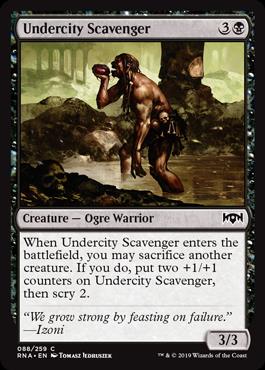 Undercity Scavenger 3
Creature — Ogre Warrior
When Undercity Scavenger enters the
battlefield, you may sacrifice another
creature. If you do, put two +1/+1
counters on Undercity Scavenger,
then scry 2.
“We grow strong by feasting on failure.”
—Izoni
3/3
088/259 C
RNA • EN Tomasz Jedruszek
™ & © 2019 Wizards of the Coast